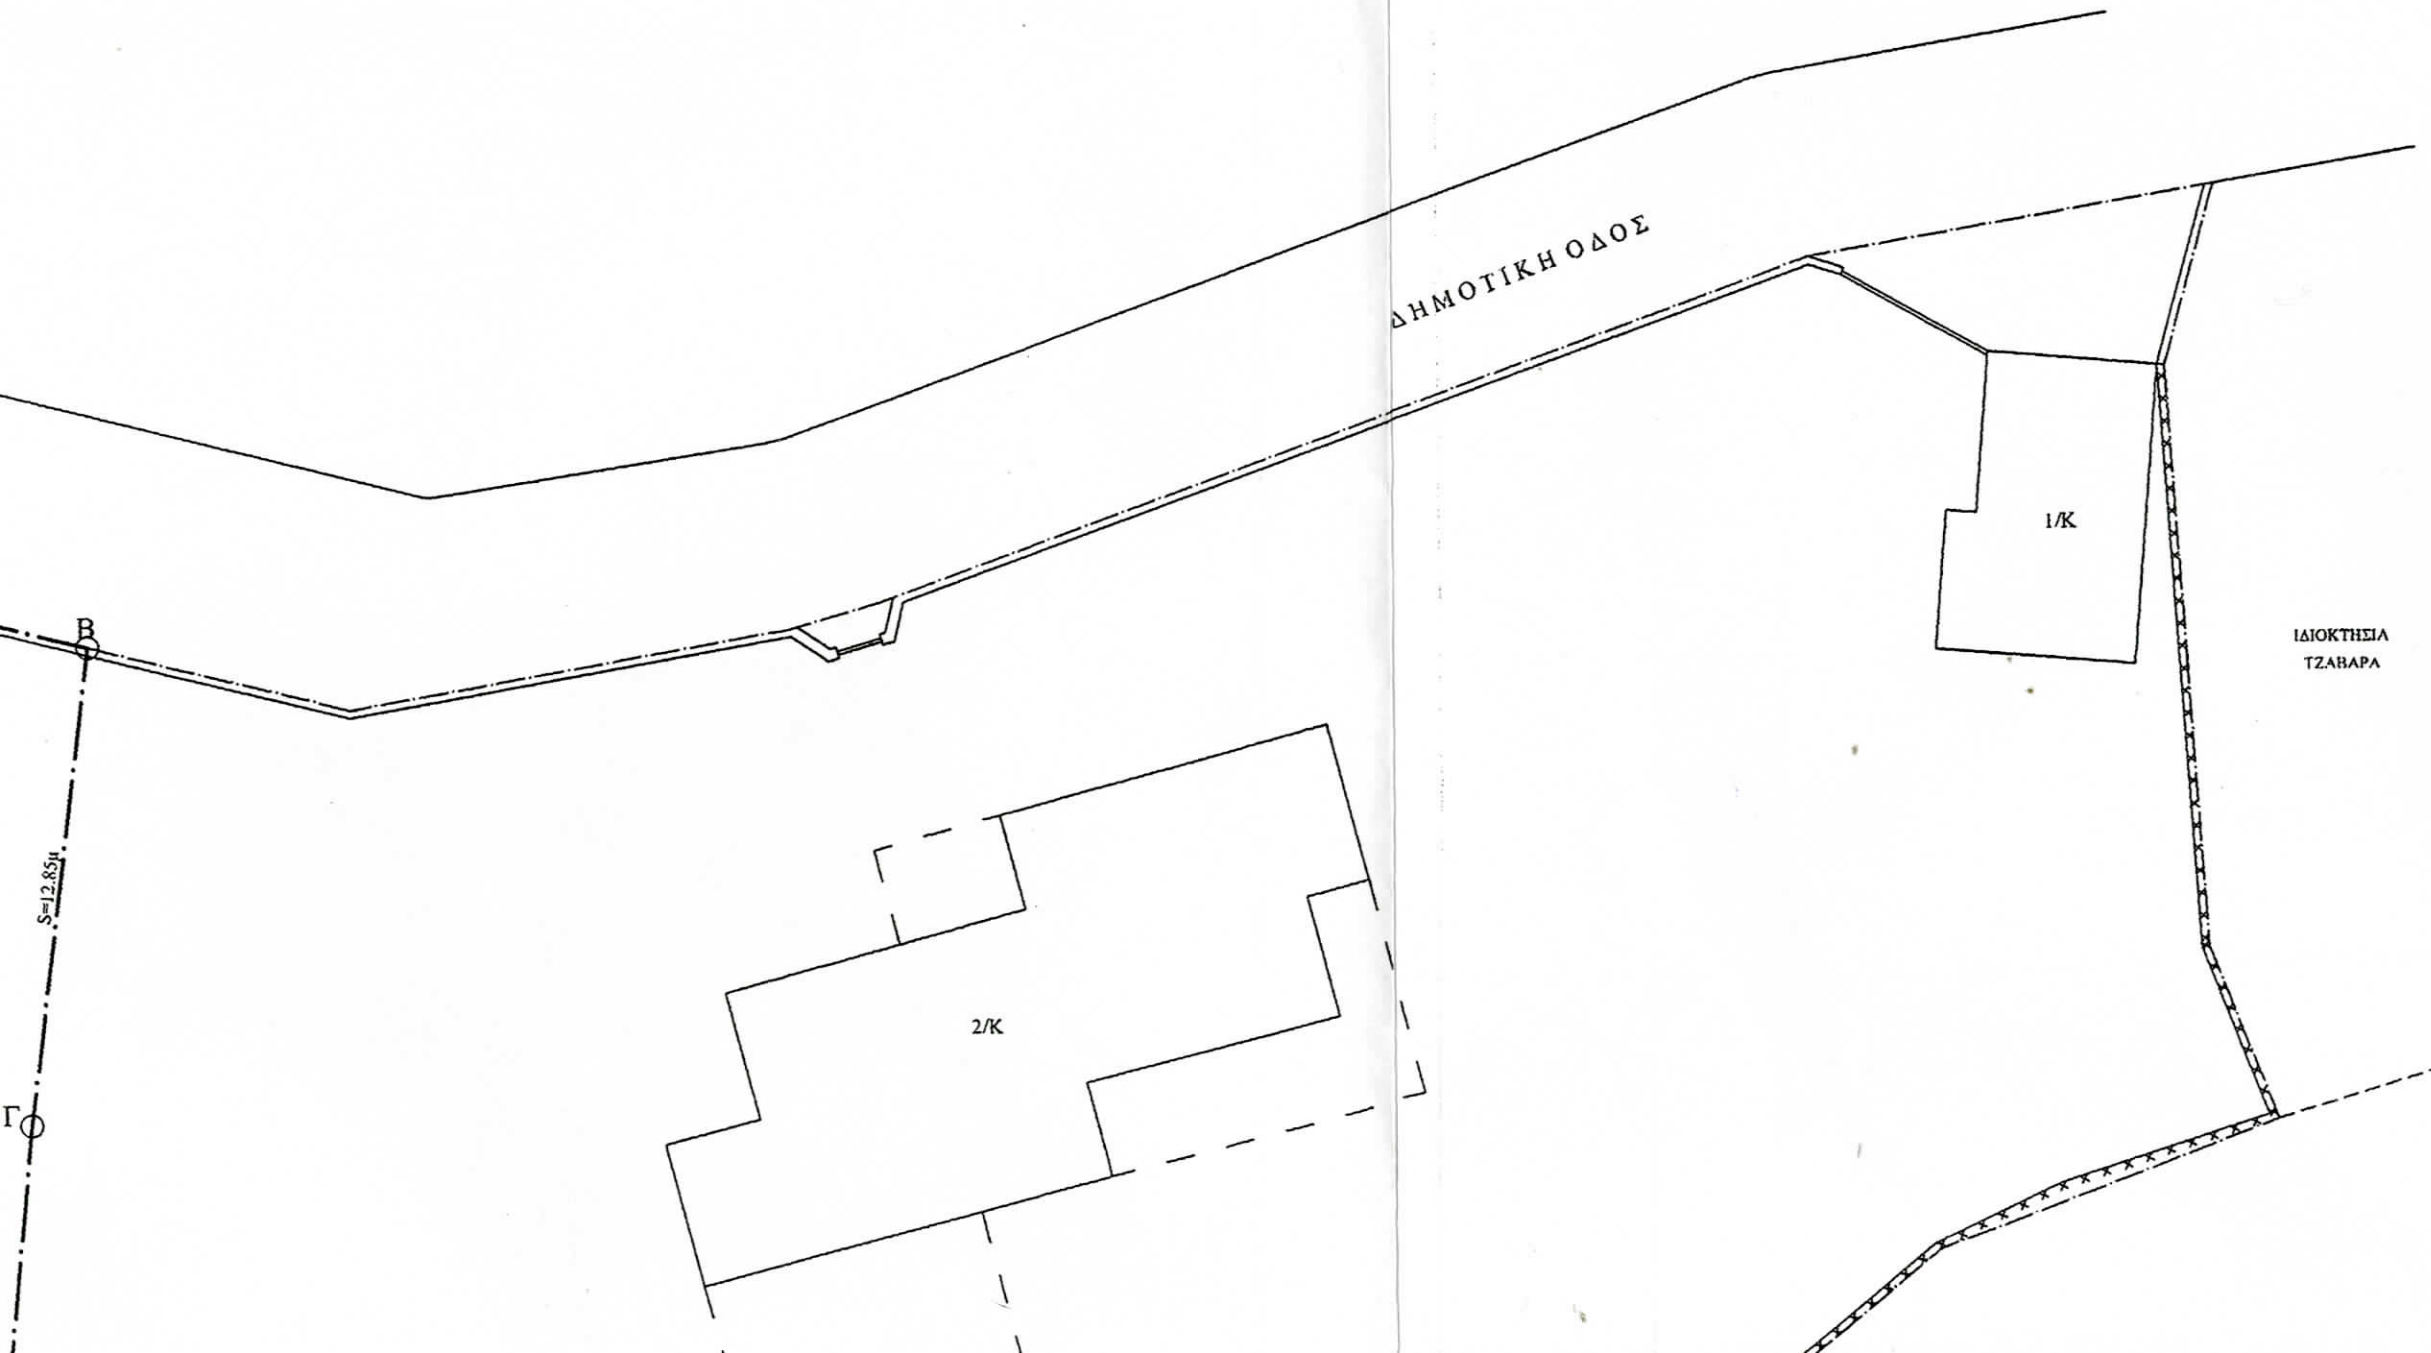 ΔΗΜΟΤΙΚΗ ΟΔΟΣ
1/Κ
Β
ΙΔΙΟΚΤΗΣΙΑ
ΤΖΑΒΑΡΑ
S=12.85μ
2/Κ
Γ